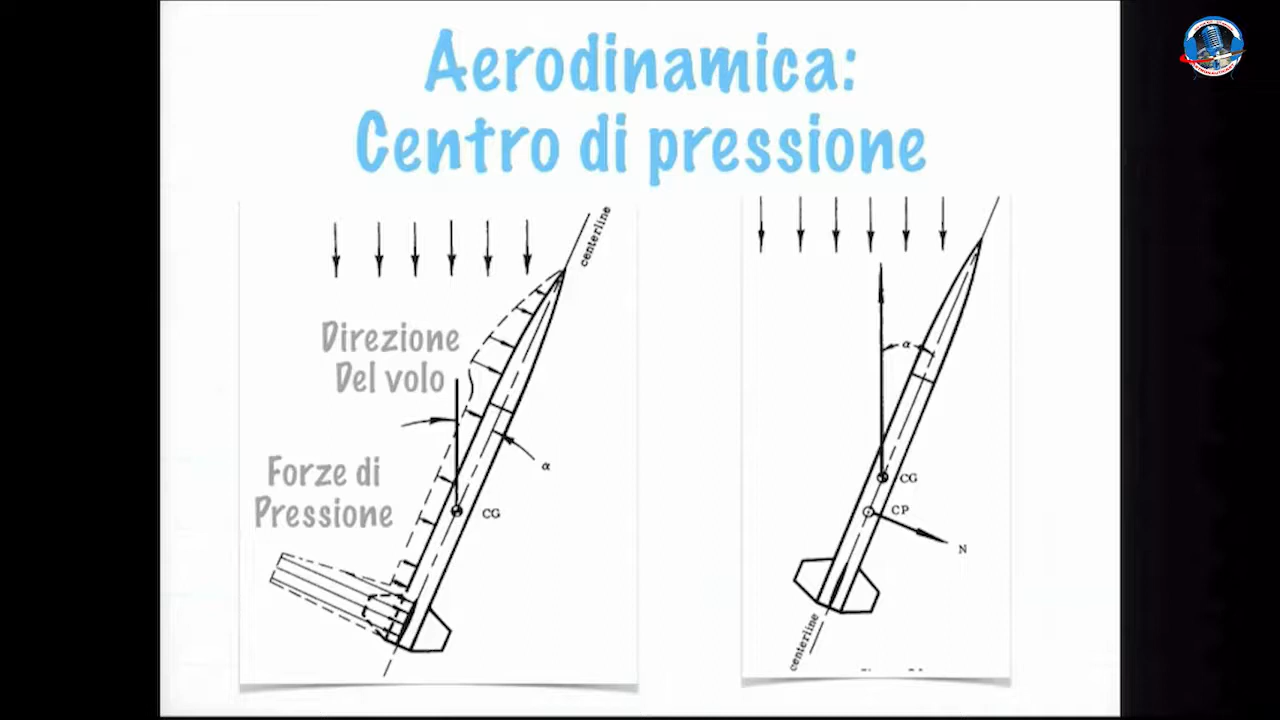 Aerodinamica:
Centro di pressione
centerline
Direzione
Del volo
α
Forze di
Pressione
CG
α
CG
CP
N
centerline